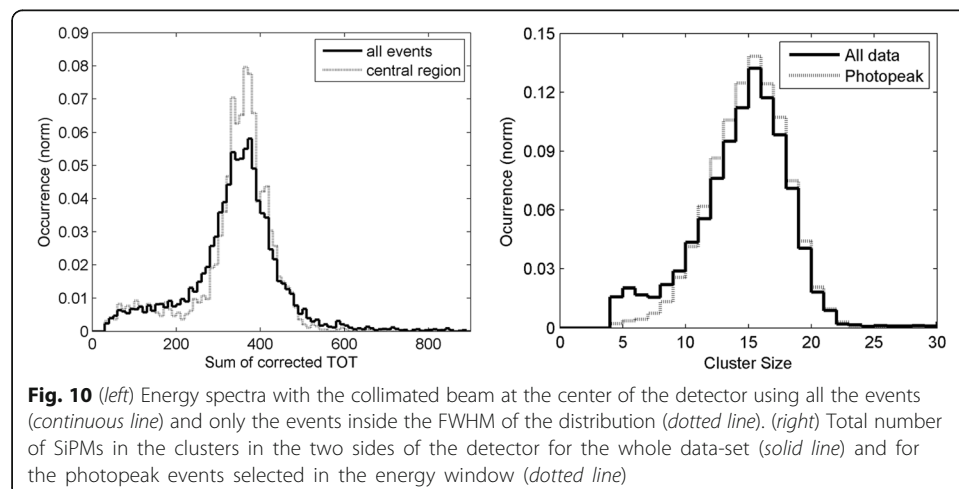 0.09
0.08
0.07
0.06
0.05
0.04
0.03
0.02
0.01
0
Occurrence (norm)
all events
central region
0 200 400 600 800
Sum of corrected TOT
0.15
0.12
0.09
0.06
0.03
0
Ocurrence (norm)
All data
Photopeak
0 5 10 15 20 25 30
Cluster Size
Fig. 10 (left) Energy spectra with the collimated beam at the center of the detector using all the events
(continuous line) and only the events inside the FWHM of the distribution (dotted line). (right) Total number
of SiPMs in the clusters in the two sides of the detector for the whole data-set (solid line) and for
the photopeak events selected in the energy window (dotted line)